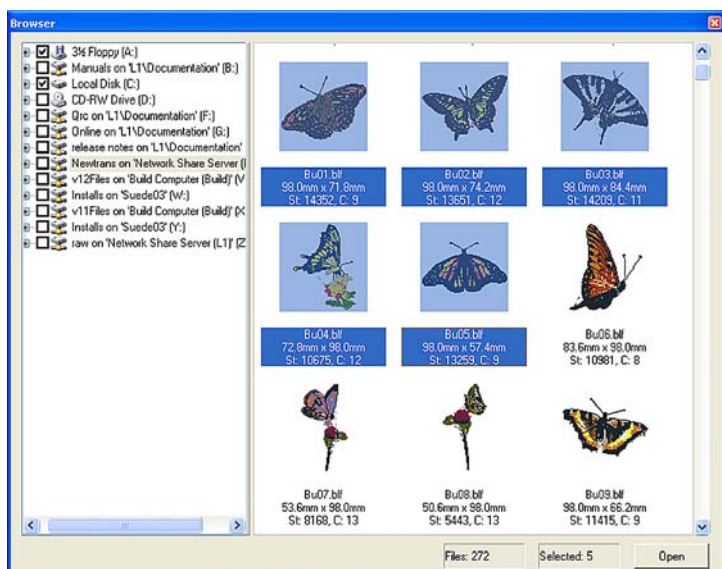 Browser
3½ Floppy (A:)
Manuals on 'L1\Documentation' (B:)
Local Disk (C:)
CD-RW Drive (D:)
Qrc on 'L1\Documentation' (F:)
Online on 'L1\Documentation' (G:)
release notes on 'L1\Documentation'
Newtrans on 'Network Share Server (
v12Files on 'Build Computer (Build)' (V
Installs on 'Suede03' (W:)
v11Files on 'Build Computer (Build)' (X
Installs on 'Suede03' (Y:)
raw on 'Network Share Server (L1)' (Z
Bu01.blf
98.0mm x 71.8mm
St: 14352, C: 9
Bu02.blf
98.0mm x 74.2mm
St: 13651, C: 12
Bu03.blf
98.0mm x 84.4mm
St: 14209, C: 11
Bu04.blf
72.8mm x 98.0mm
St: 10675, C: 12
Bu05.blf
98.0mm x 57.4mm
St: 13259, C: 9
Bu06.blf
83.6mm x 98.0mm
St: 10981, C: 8
Bu07.blf
53.6mm x 98.0mm
St: 8168, C: 13
Bu08.blf
50.6mm x 98.0mm
St: 5443, C: 13
Bu09.blf
98.0mm x 66.2mm
St: 11415, C: 9
Files: 272
Selected: 5
Open